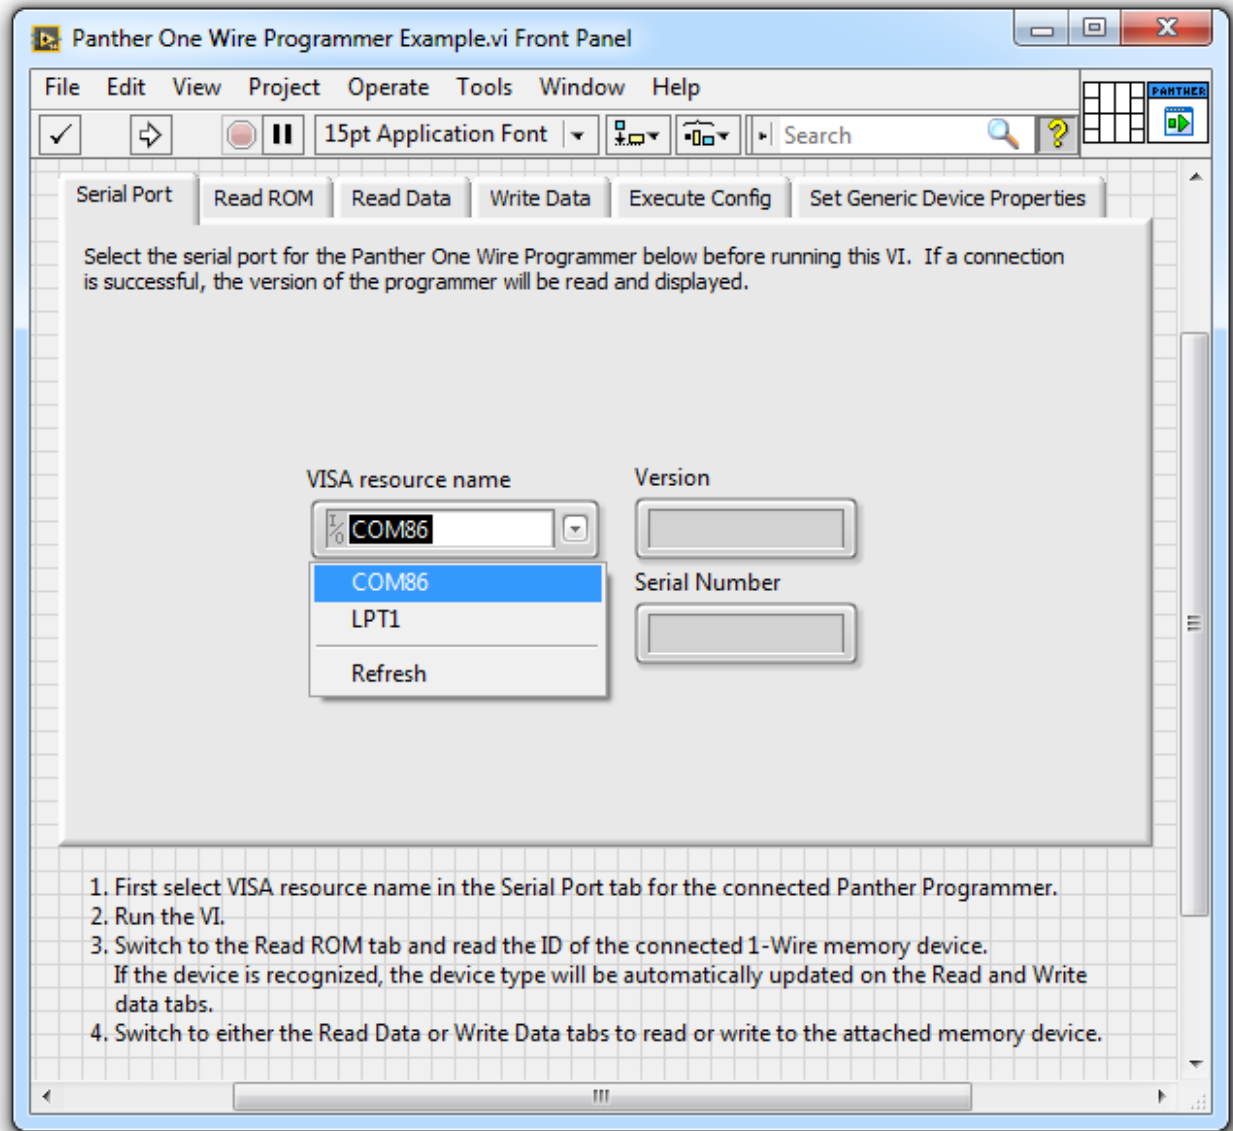 Panther One Wire Programmer Example.vi Front Panel
File Edit View Project Operate Tools Window Help
PANTHER
15pt Application Font Search
Serial Port Read ROM Read Data Write Data Execute Config Set Generic Device Properties
Select the serial port for the Panther One Wire Programmer below before running this VI. If a connection
is successful, the version of the programmer will be read and displayed.
VISA resource name Version
I/O COM86
COM86 Serial Number
LPT1
Refresh
1. First select VISA resource name in the Serial Port tab for the connected Panther Programmer.
2. Run the VI.
3. Switch to the Read ROM tab and read the ID of the connected 1-Wire memory device.
If the device is recognized, the device type will be automatically updated on the Read and Write
data tabs.
4. Switch to either the Read Data or Write Data tabs to read or write to the attached memory device.